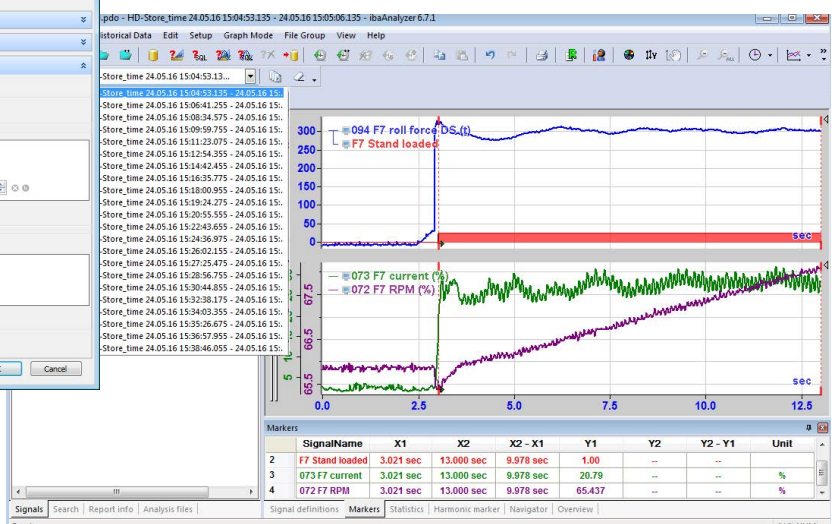 .pdo - HD-Store_time 24.05.16 15:04:53.135 - 24.05.16 15:05:06.135 - ibaAnalyzer 6.7.1
istorical Data Edit Setup Graph Mode File Group View Help
-Store_time 24.05.16 15:04:53.13...
-Store_time 24.05.16 15:04:53.135 - 24.05.16 15:.
-Store_time 24.05.16 15:06:41.255 - 24.05.16 15:.
-Store_time 24.05.16 15:08:34.575 - 24.05.16 15:.
-Store_time 24.05.16 15:09:59.755 - 24.05.16 15:.
-Store_time 24.05.16 15:11:23.075 - 24.05.16 15:.
-Store_time 24.05.16 15:12:54.355 - 24.05.16 15:.
-Store_time 24.05.16 15:14:42.455 - 24.05.16 15:.
-Store_time 24.05.16 15:16:35.775 - 24.05.16 15:.
-Store_time 24.05.16 15:18:00.955 - 24.05.16 15:.
-Store_time 24.05.16 15:19:24.275 - 24.05.16 15:.
-Store_time 24.05.16 15:20:55.555 - 24.05.16 15:.
-Store_time 24.05.16 15:22:43.655 - 24.05.16 15:.
-Store_time 24.05.16 15:24:36.975 - 24.05.16 15:.
-Store_time 24.05.16 15:26:02.155 - 24.05.16 15:.
-Store_time 24.05.16 15:27:25.475 - 24.05.16 15:.
-Store_time 24.05.16 15:28:56.755 - 24.05.16 15:.
-Store_time 24.05.16 15:30:44.855 - 24.05.16 15:.
-Store_time 24.05.16 15:32:38.175 - 24.05.16 15:.
-Store_time 24.05.16 15:34:03.355 - 24.05.16 15:.
-Store_time 24.05.16 15:35:26.675 - 24.05.16 15:.
-Store_time 24.05.16 15:36:57.955 - 24.05.16 15:.
-Store_time 24.05.16 15:38:46.055 - 24.05.16 15:.
Cancel
094 F7 roll force DS (t)
F7 Stand loaded
300
250
200
150
100
50
0
sec
073 F7 current (%)
072 F7 RPM (%)
67.5
66.5
65.5
5
10
sec
0.0 2.5 5.0 7.5 10.0 12.5
Markers
SignalName X1 X2 X2 - X1 Y1 Y2 Y2 - Y1 Unit
2 F7 Stand loaded 3.021 sec 13.000 sec 9.978 sec 1.00 -- --
3 073 F7 current 3.021 sec 13.000 sec 9.978 sec 20.79 -- -- %
4 072 F7 RPM 3.021 sec 13.000 sec 9.978 sec 65.437 -- -- %
Signals Search Report info Analysis files
Signal definitions Markers Statistics Harmonic marker Navigator Overview